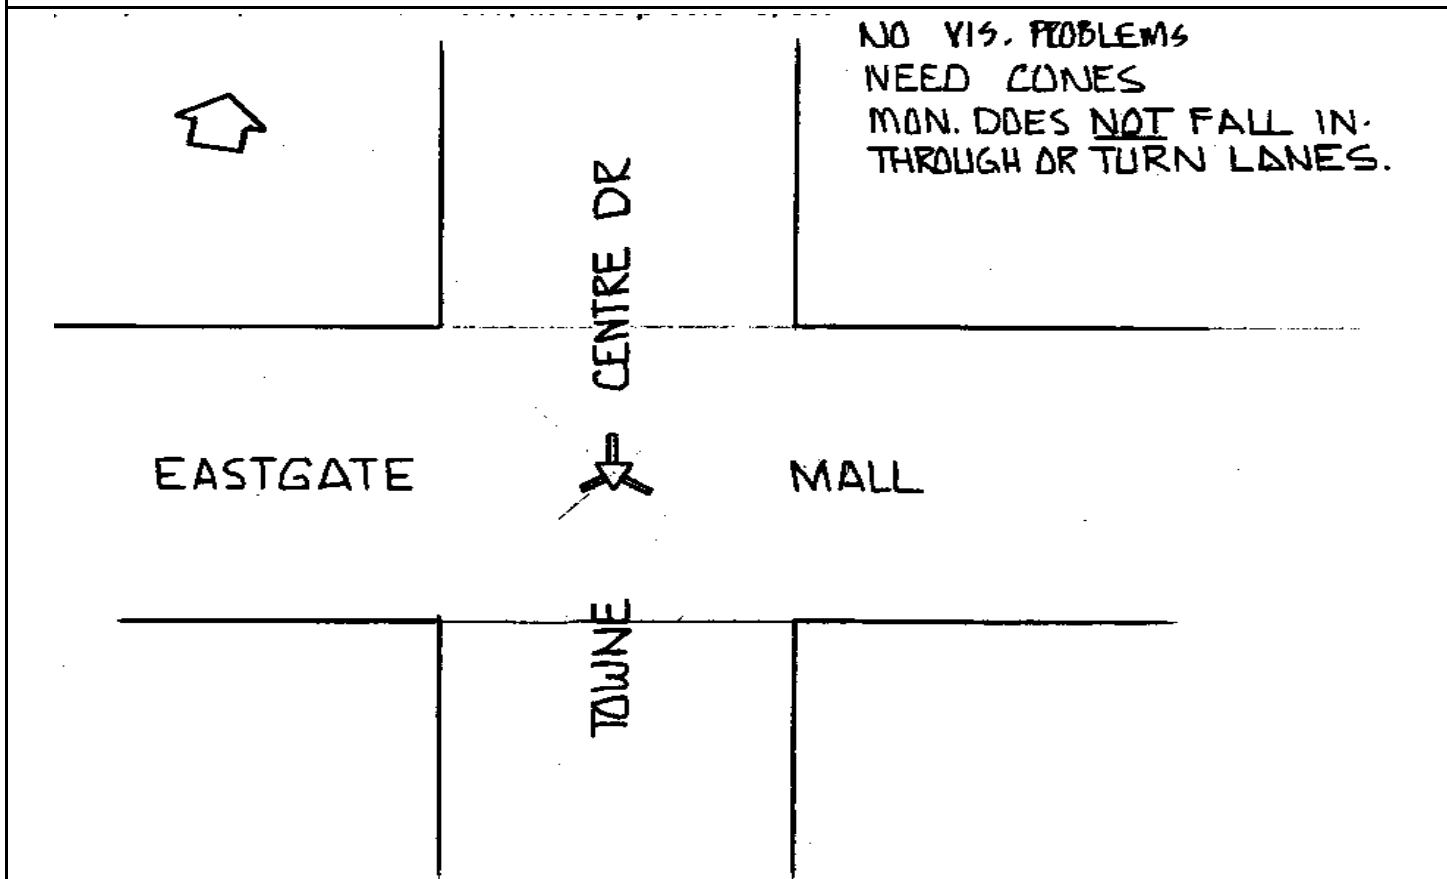 NO VIS. PROBLEMS
NEED CONES
MON. DOES NOT FALL IN
THROUGH OR TURN LANES.
TOWNE CENTRE DR
EASTGATE MALL